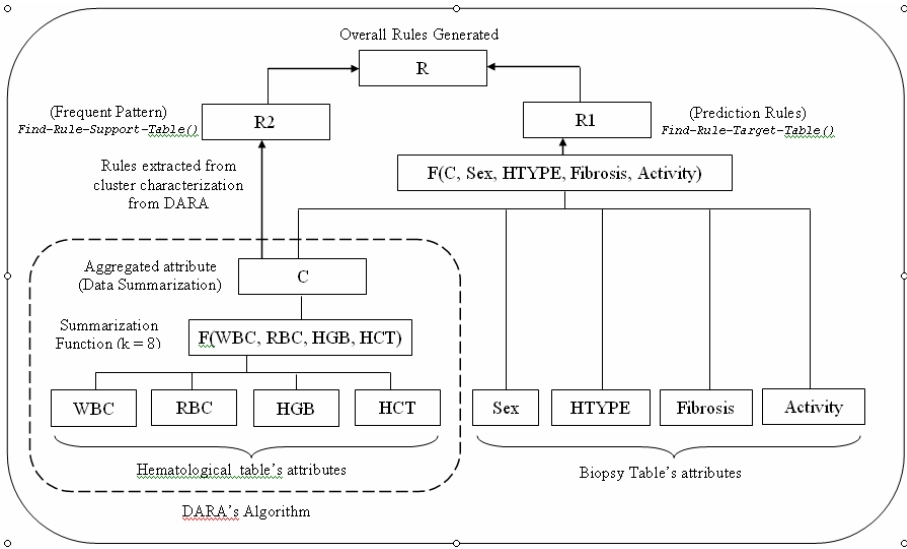 Overall Rules Generated
R
(Frequent Pattern)
Find-Rule-Support-Table()
R2
R1
(Prediction Rules)
Find-Rule-Target-Table()
Rules extracted from
cluster characterization
from DARA
F(C, Sex, HTYPE, Fibrosis, Activity)
Aggregated attribute
(Data Summarization)
C
Summarization
Function (k = 8)
F(WBC, RBC, HGB, HCT)
WBC
RBC
HGB
HCT
Sex
HTYPE
Fibrosis
Activity
Hematological table's attributes
Biopsy Table's attributes
DARA's Algorithm